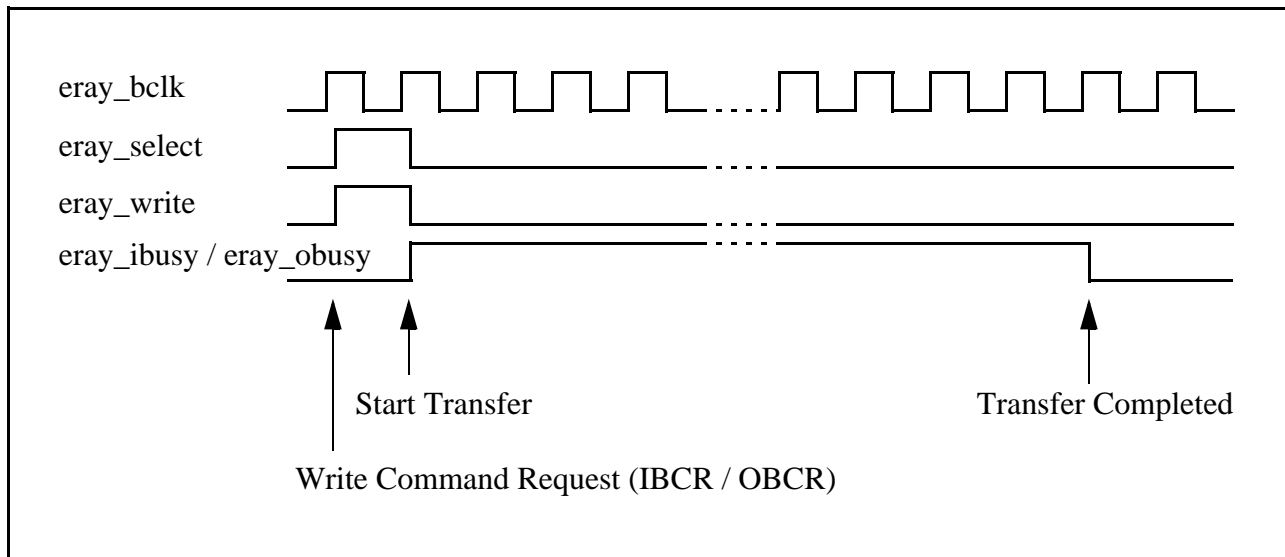 eray_bclk
eray_select
eray_write
eray_ibusy / eray_obusy
Start Transfer
Transfer Completed
Write Command Request (IBCR / OBCR)